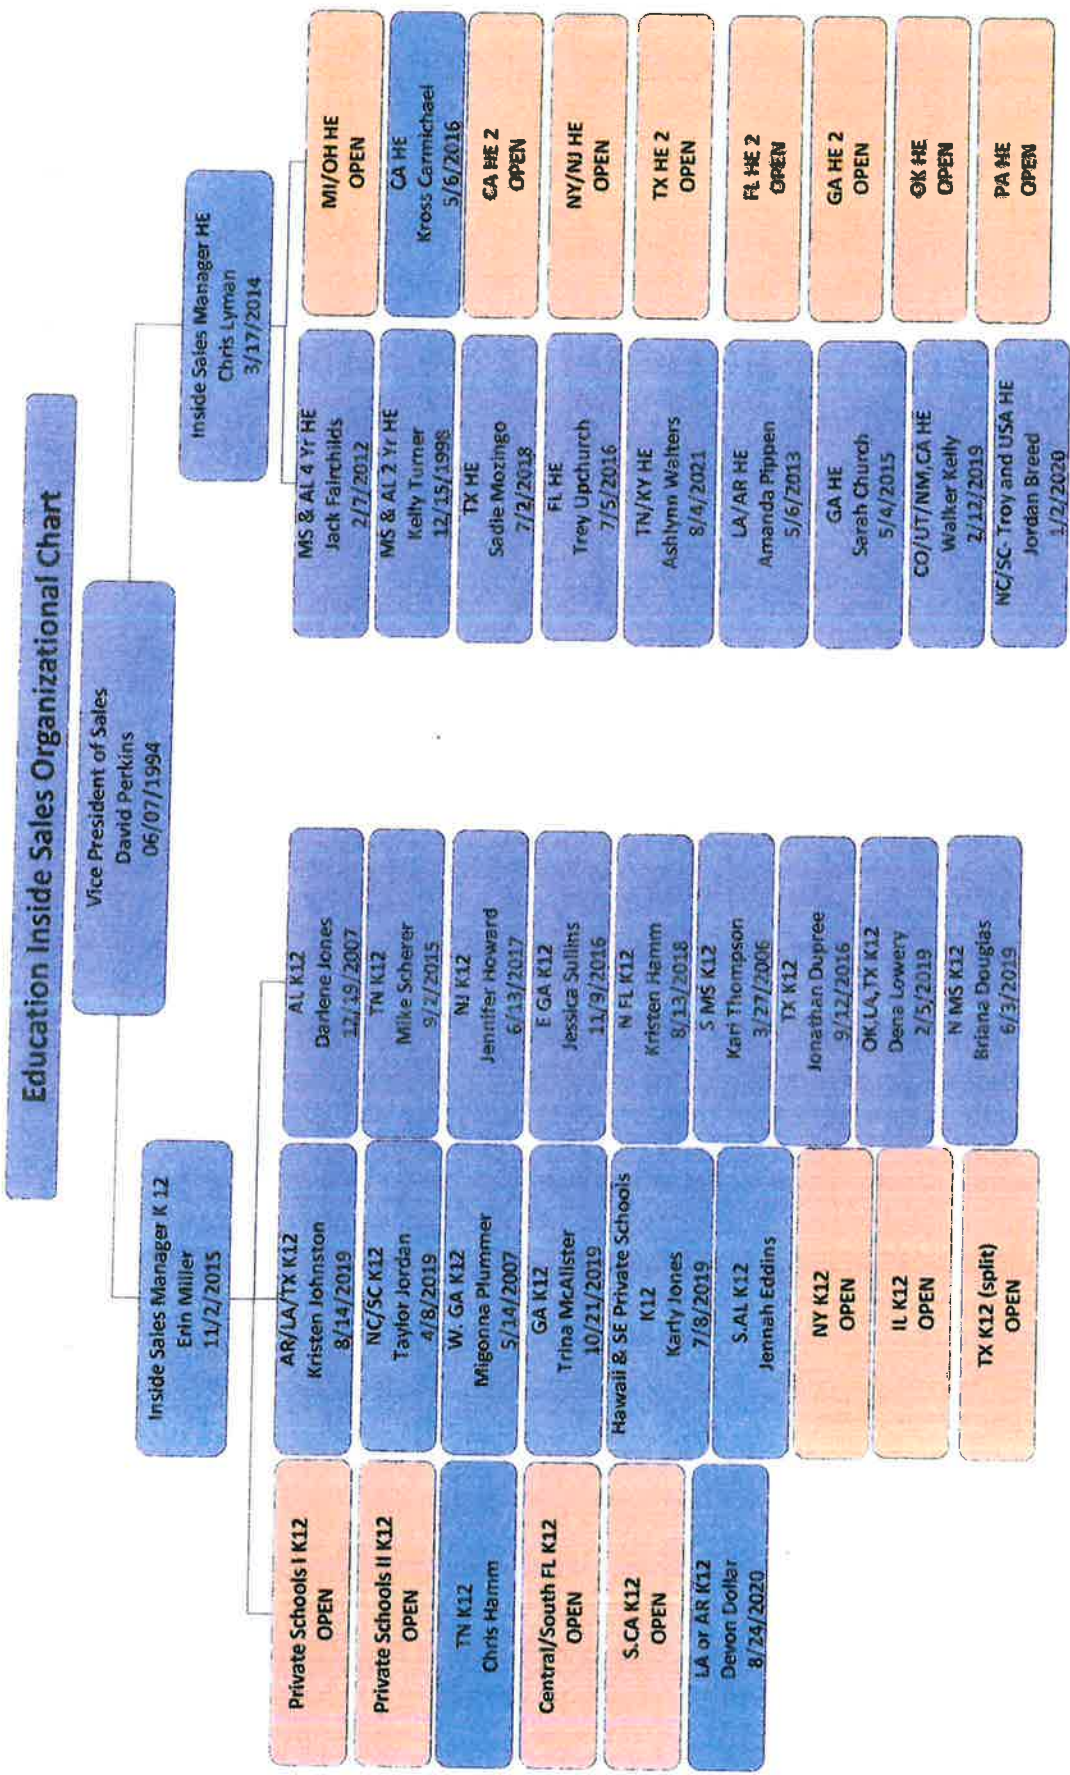 Education Inside Sales Organizational Chart
Vice President of Sales
David Perkins
06/07/1994
Inside Sales Manager K 12
Erin Miller
11/2/2015
Inside Sales Manager HE
Chris Lyman
3/17/2014
Private Schools I K12
OPEN
Private Schools II K12
OPEN
TN K12
Chris Hamm
Central/South FL K12
OPEN
S.CA K12
OPEN
LA or AR K12
Devon Dollar
8/24/2020
AR/LA/TX K12
Kristen Johnston
8/14/2019
NC/SC K12
Taylor Jordan
4/8/2019
W. GA K12
Migonna Plummer
5/14/2007
GA K12
Trina McAlister
10/21/2019
Hawaii & SE Private Schools
K12
Karly Jones
7/8/2019
S.AL K12
Jennah Eddins
NY K12
OPEN
IL K12
OPEN
TX K12 (split)
OPEN
AL K12
Darlene Jones
12/19/2007
TN K12
Mike Scherer
9/2/2015
NJ K12
Jennifer Howard
6/13/2017
E GA K12
Jessica Sullins
11/9/2016
N FL K12
Kristen Hamm
8/13/2018
S MS K12
Kari Thompson
3/27/2006
TX K12
Jonathan Dupree
9/12/2016
OK,LA,TX K12
Dena Lowery
2/5/2019
N MS K12
Briana Douglas
6/3/2019
MS & AL 4 Yr HE
Jack Fairchilds
2/7/2012
MS & AL 2 Yr HE
Kelly Turner
12/15/1998
TX HE
Sadie Mozingo
7/2/2018
FL HE
Trey Upchurch
7/5/2016
TN/KY HE
Ashlynn Walters
8/4/2021
LA/AR HE
Amanda Pippen
5/6/2013
GA HE
Sarah Church
5/4/2015
CO/UT/NM,CA HE
Walker Kelly
2/12/2019
NC/SC- Troy and USA HE
Jordan Breed
1/2/2020
MI/OH HE
OPEN
CA HE
Kross Carmichael
5/6/2016
CA HE 2
OPEN
NY/NJ HE
OPEN
TX HE 2
OPEN
FL HE 2
OPEN
GA HE 2
OPEN
OK HE
OPEN
PA HE
OPEN